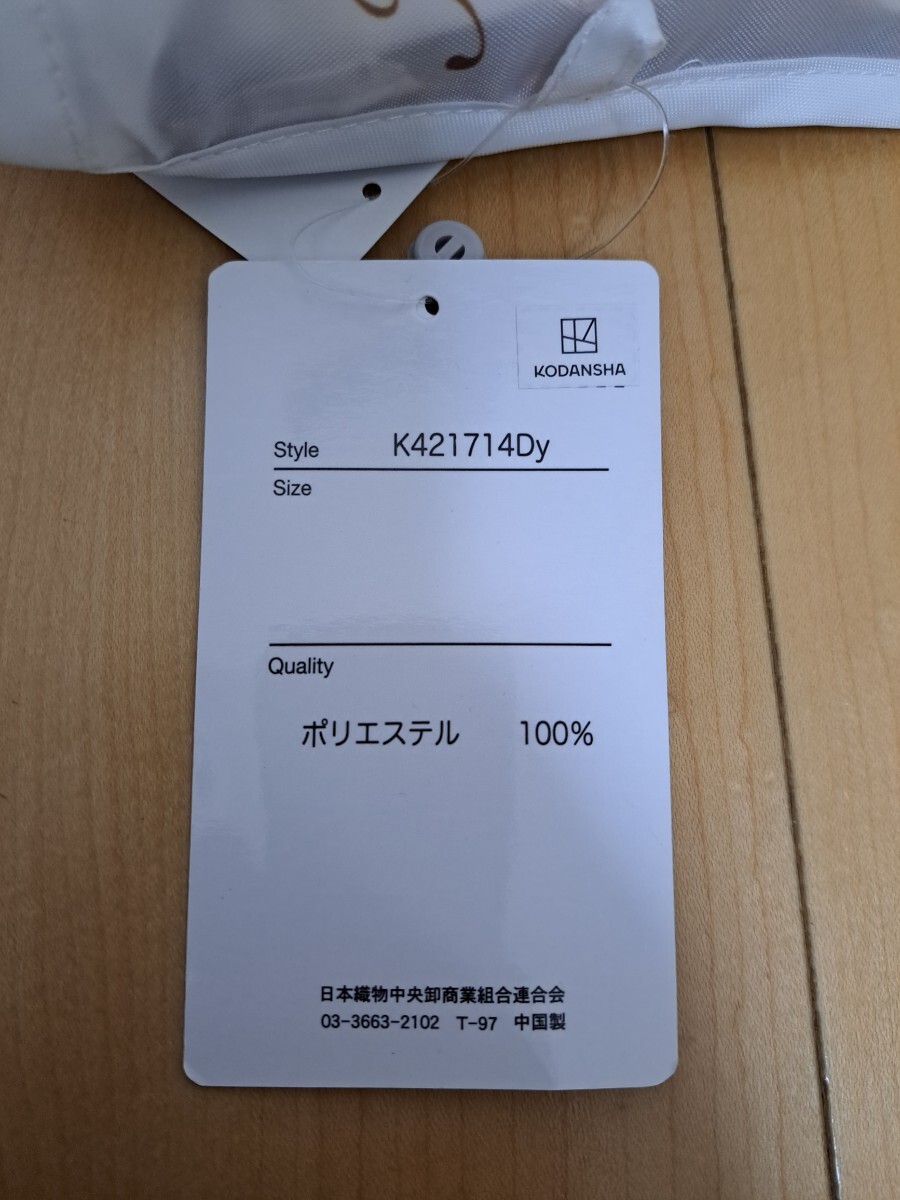 KODANSHA
Style K421714Dy
Size
Quality
ポリエステル 100%
日本織物中央卸商業組合連合会
03-3663-2102 T-97 中国製